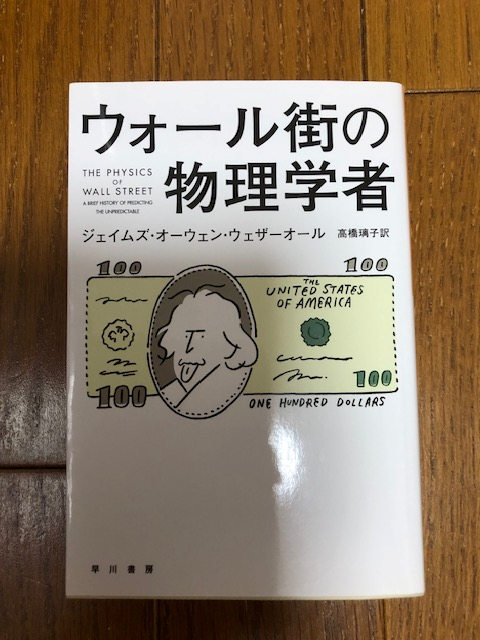 ウォール街の
物理学者
THE PHYSICS
OF
WALL STREET
A BRIEF HISTORY OF PREDICTING
THE UNPREDICTABLE
ジェイムズ・オーウェン・ウェザーオール 高橋璃子訳
100
100
THE
UNITED STATES
OF AMERICA
100
100
ONE HUNDRED DOLLARS
早川書房